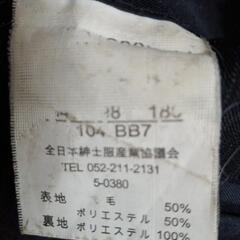 88 180
104 BB7
全日本紳士服産業協議会
TEL 052-211-2131
5-0380
表地 毛 50%
ポリエステル 50%
裏地 ポリエステル 100%